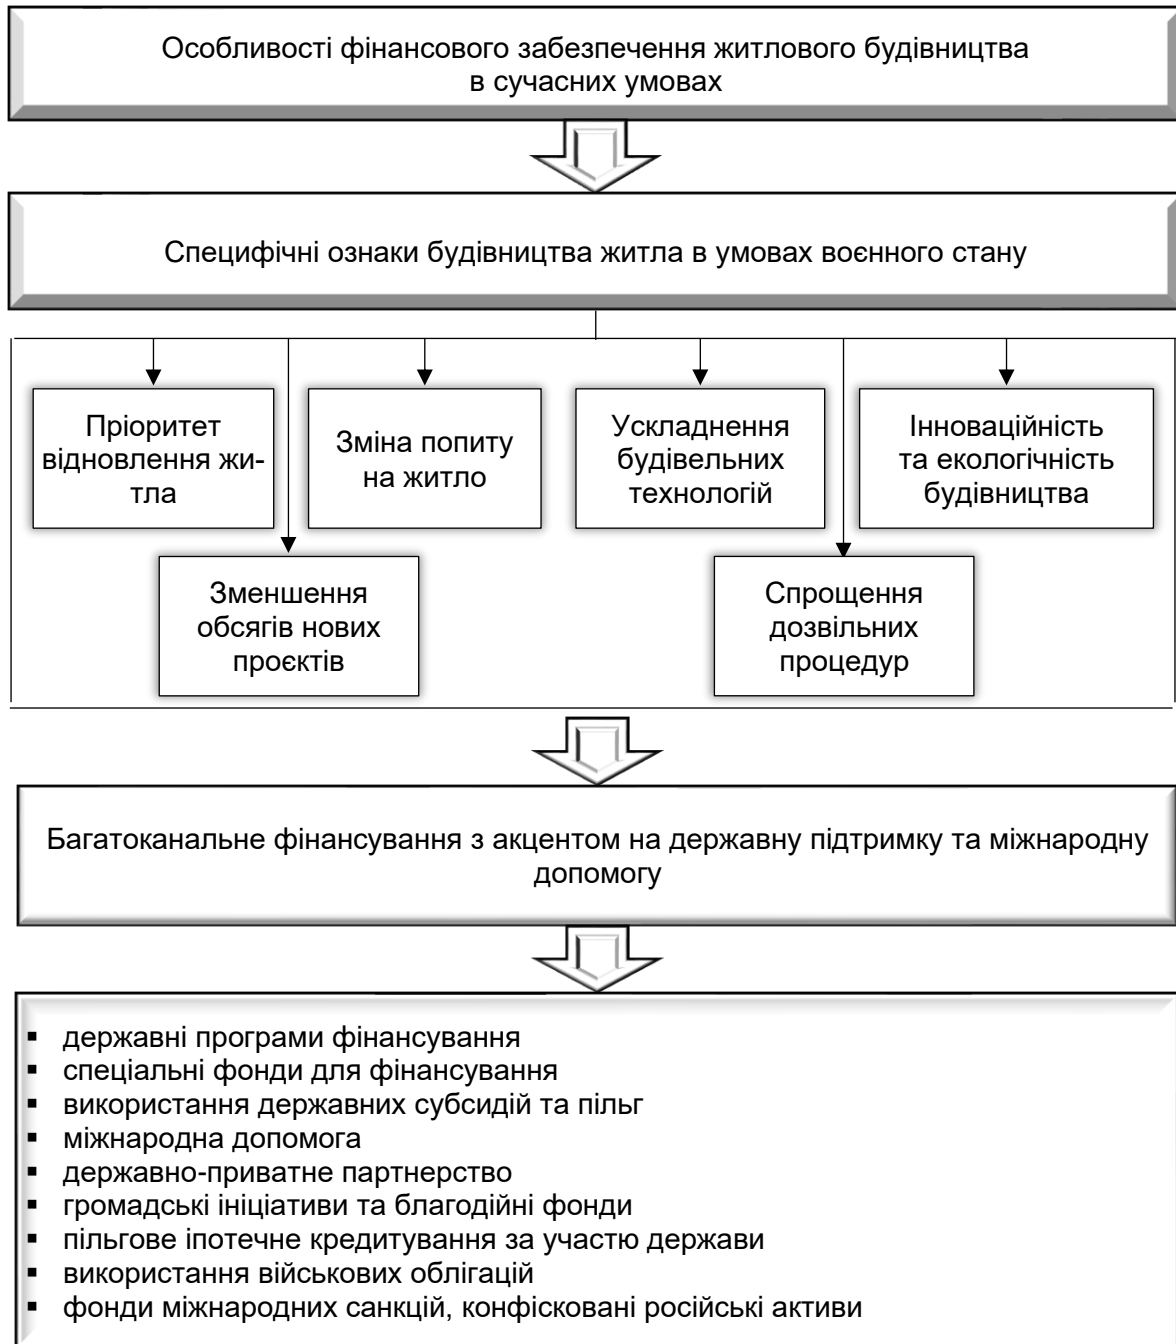 Особливості фінансового забезпечення житлового будівництва
в сучасних умовах
Специфічні ознаки будівництва житла в умовах воєнного стану
Пріоритет
відновлення жи-
тла
Зміна попиту
на житло
Ускладнення
будівельних
технологій
Інноваційність
та екологічність
будівництва
Зменшення
обсягів нових
проєктів
Спрощення
дозвільних
процедур
Багатоканальне фінансування з акцентом на державну підтримку та міжнародну
допомогу
▪ державні програми фінансування
▪ спеціальні фонди для фінансування
▪ використання державних субсидій та пільг
▪ міжнародна допомога
▪ державно-приватне партнерство
▪ громадські ініціативи та благодійні фонди
▪ пільгове іпотечне кредитування за участю держави
▪ використання військових облігацій
▪ фонди міжнародних санкцій, конфісковані російські активи